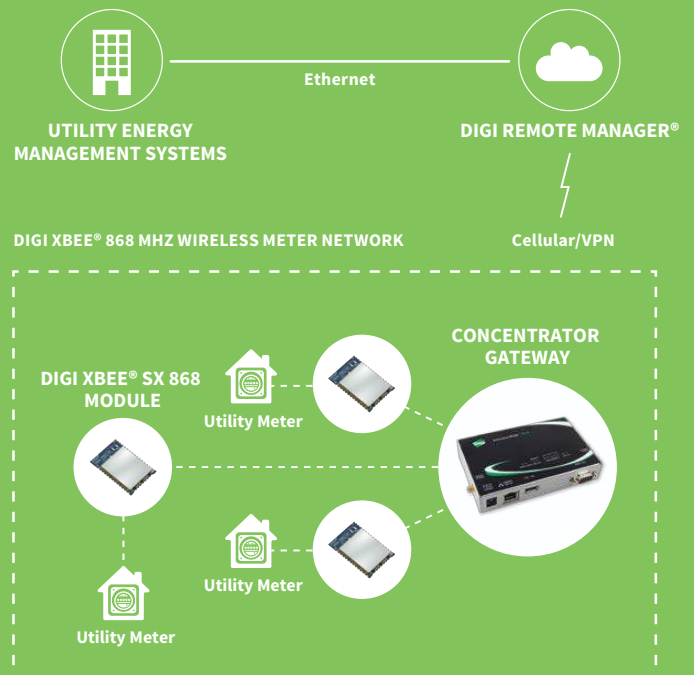 Ethernet
UTILITY ENERGY
MANAGEMENT SYSTEMS
DIGI REMOTE MANAGER®
DIGI XBEE® 868 MHZ WIRELESS METER NETWORK
Cellular/VPN
CONCENTRATOR
GATEWAY
DIGI XBEE® SX 868
MODULE
Utility Meter
Utility Meter
Utility Meter